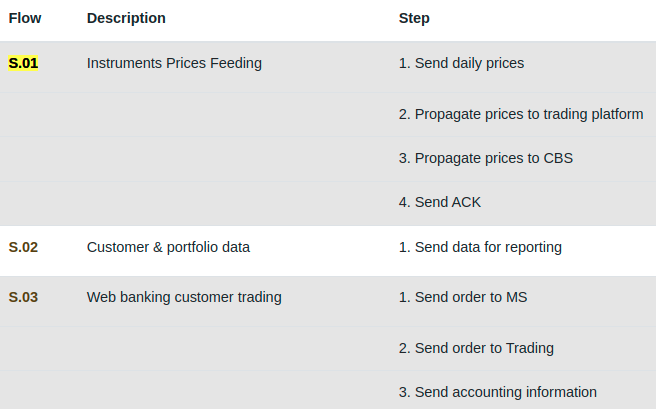 Flow Description Step
S.01 Instruments Prices Feeding 1. Send daily prices
2. Propagate prices to trading platform
3. Propagate prices to CBS
4. Send ACK
S.02 Customer & portfolio data 1. Send data for reporting
S.03 Web banking customer trading 1. Send order to MS
2. Send order to Trading
3. Send accounting information